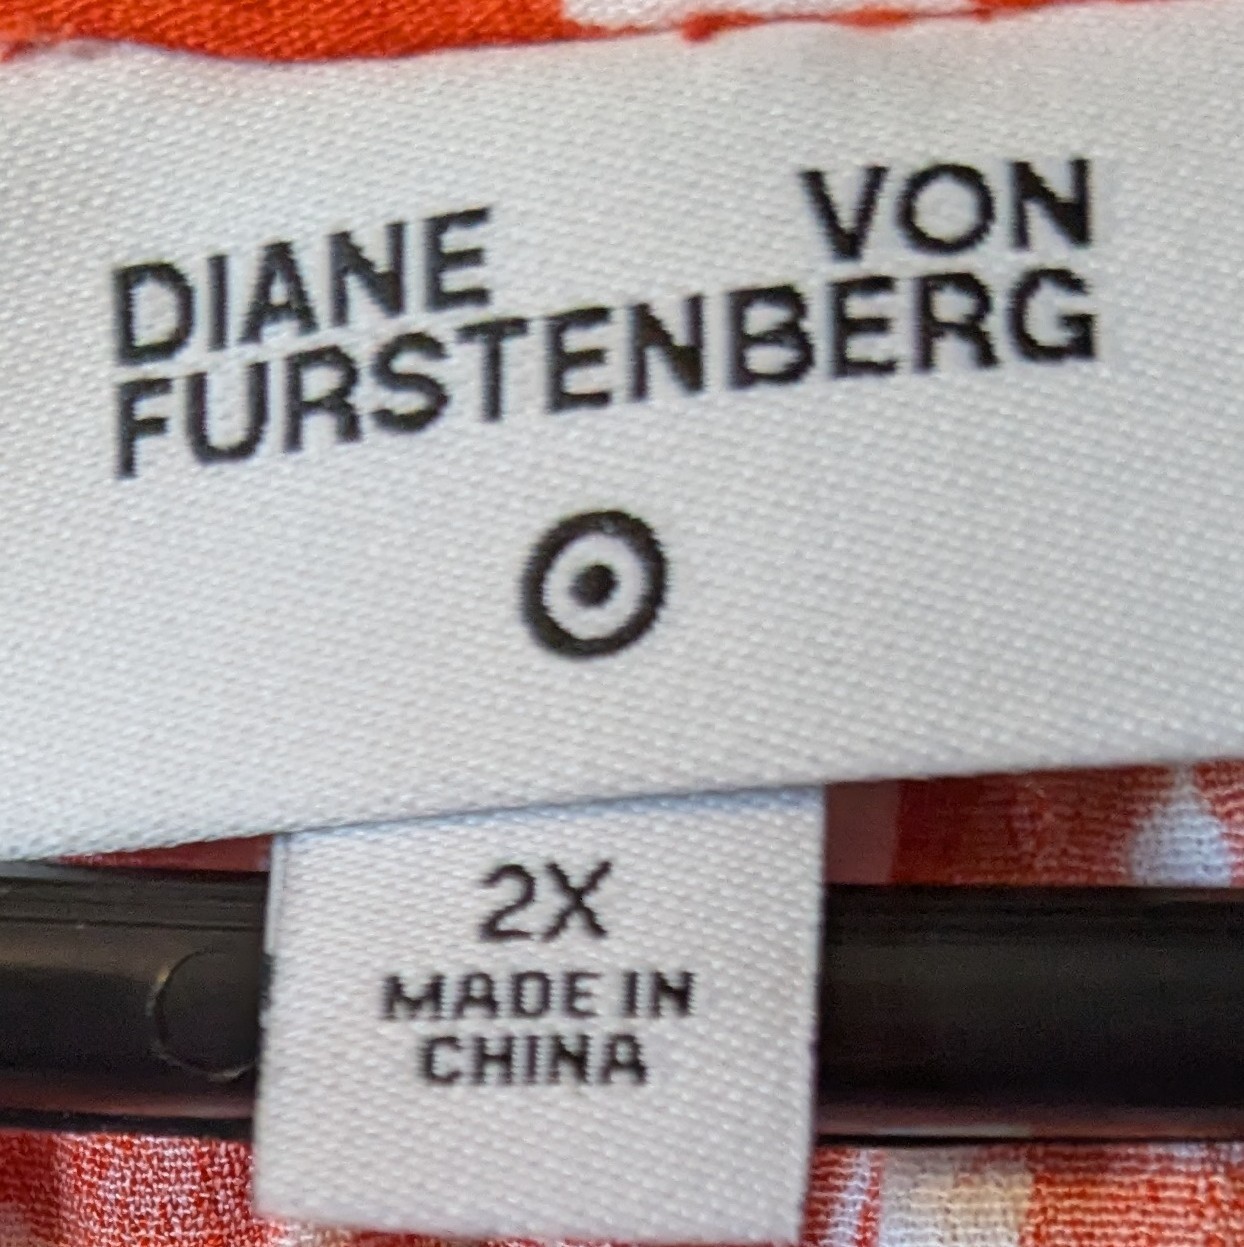 DIANE VON
FURSTENBERG
2X
MADE IN
CHINA